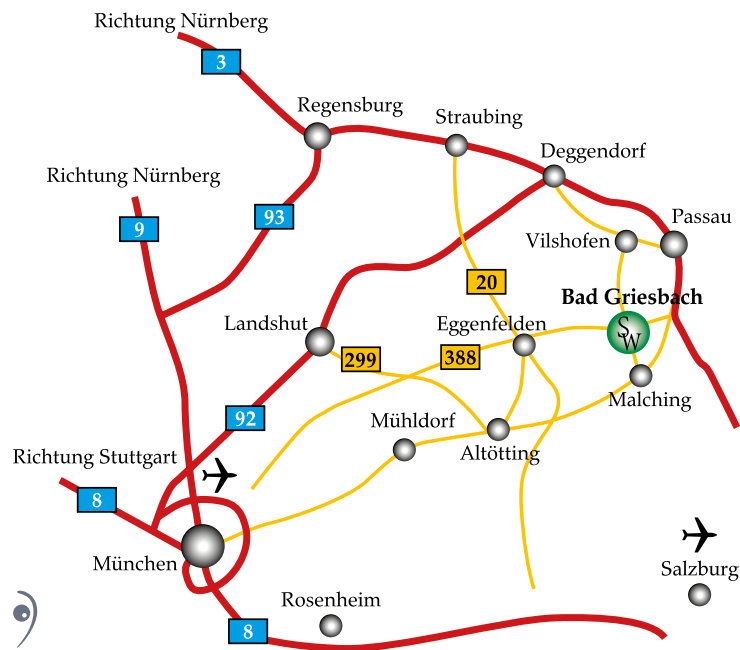 Richtung Nürnberg
3
Regensburg
Straubing
Deggendorf
Richtung Nürnberg
9
93
Passau
Vilshofen
20
Bad Griesbach
SW
Landshut
Eggenfelden
299
388
Malching
92
Mühldorf
Altötting
Richtung Stuttgart
8
München
Salzburg
Rosenheim
8